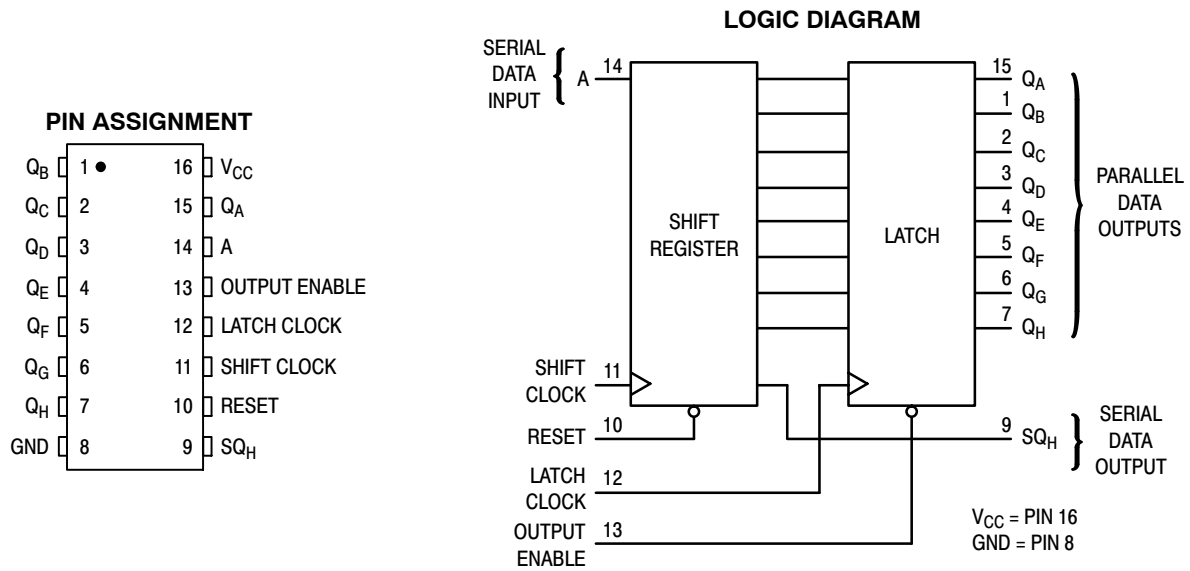 PIN ASSIGNMENT
QB 1 16 VCC
QC 2 15 QA
QD 3 14 A
QE 4 13 OUTPUT ENABLE
QF 5 12 LATCH CLOCK
QG 6 11 SHIFT CLOCK
QH 7 10 RESET
GND 8 9 SQH
LOGIC DIAGRAM
SERIAL
DATA
INPUT
A 14
SHIFT
REGISTER
LATCH
15 QA
1 QB
2 QC
3 QD
4 QE
5 QF
6 QG
7 QH
PARALLEL
DATA
OUTPUTS
SHIFT
CLOCK
11
RESET 10
LATCH
CLOCK
12
OUTPUT
ENABLE
13
9 SQH
SERIAL
DATA
OUTPUT
VCC = PIN 16
GND = PIN 8